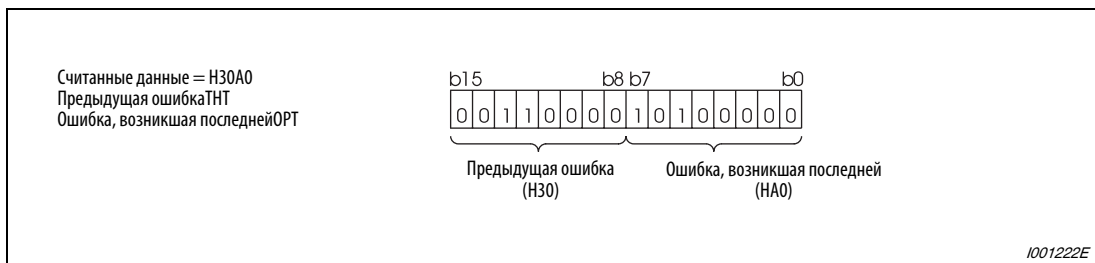 Считанные данные = H30A0
Предыдущая ошибкаTHT
Ошибка, возникшая последнейOPT
b15 b8 b7 b0
0 0 1 1 0 0 0 0 1 0 1 0 0 0 0 0
Предыдущая ошибка Ошибка, возникшая последней
(H30) (HA0)
I001222E